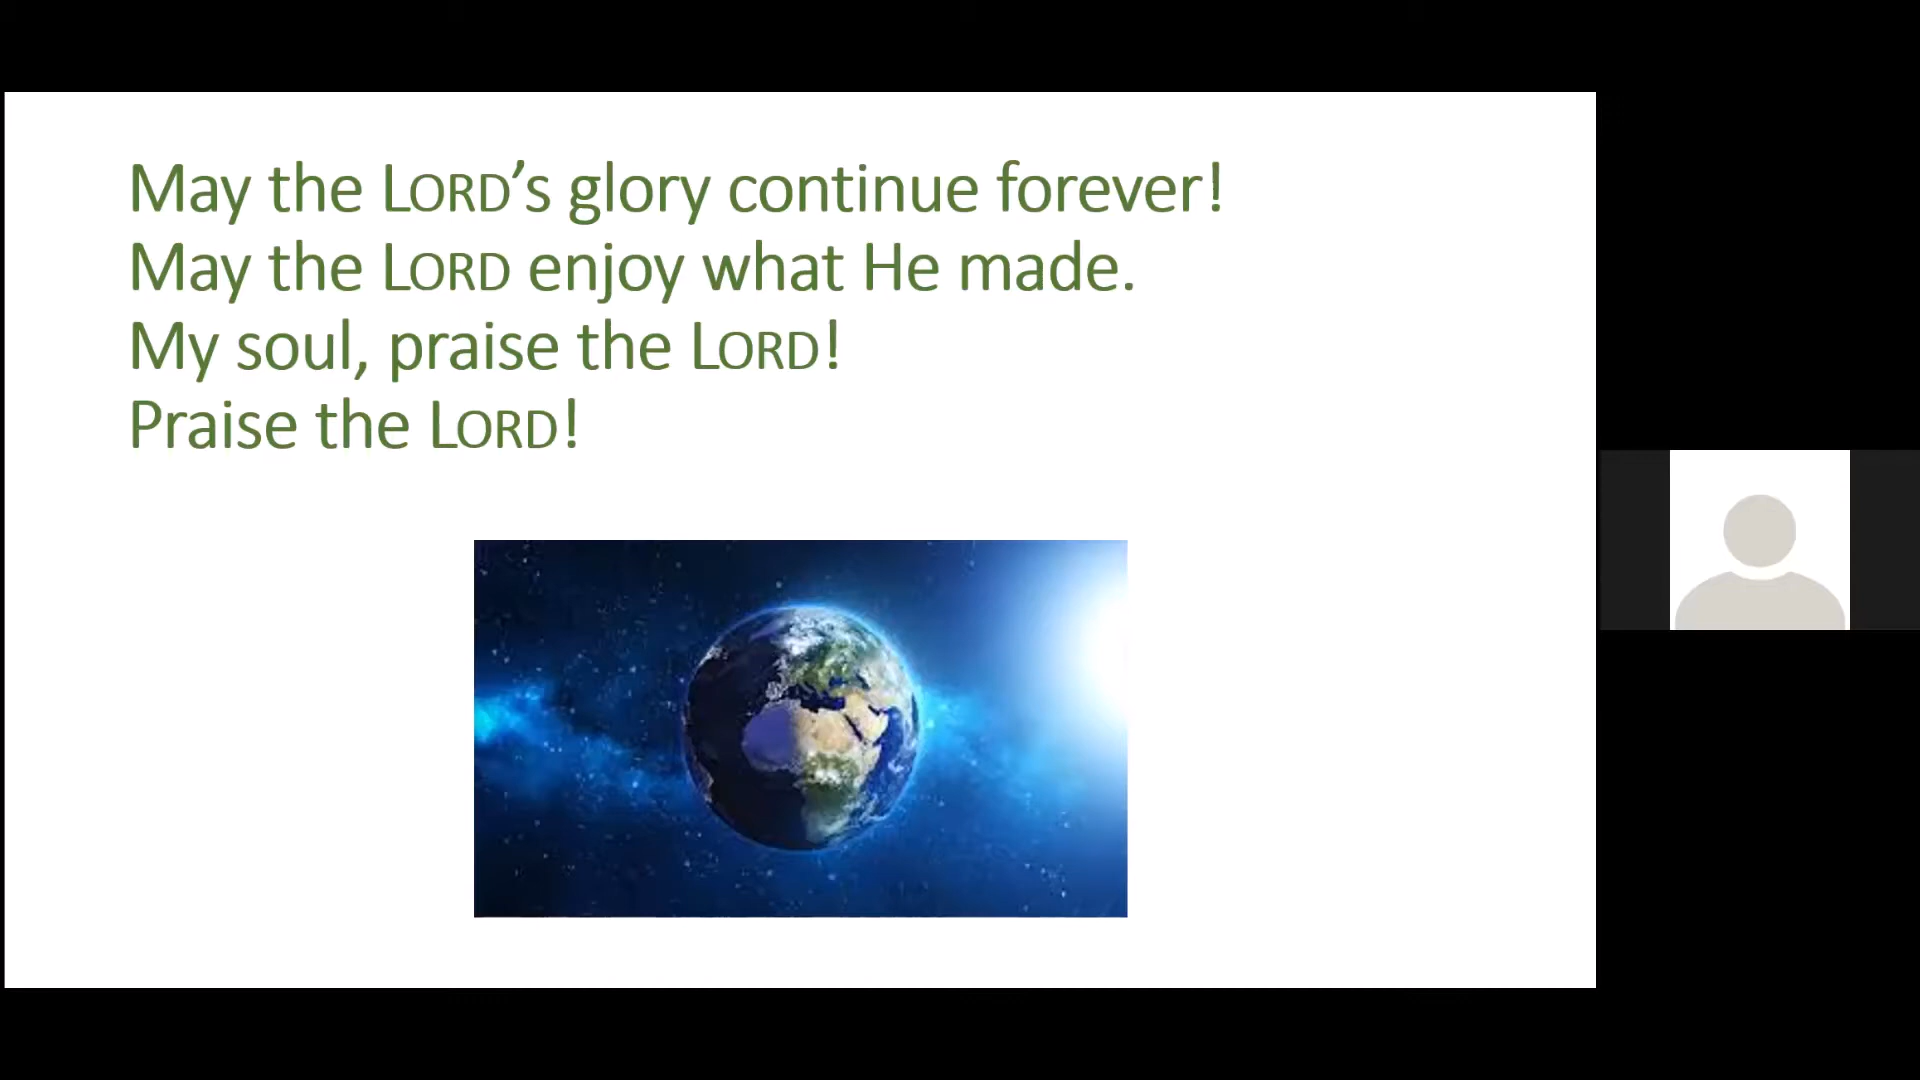 May the LORD’s glory continue forever!
May the LORD enjoy what He made.
My soul, praise the LORD!
Praise the LORD!